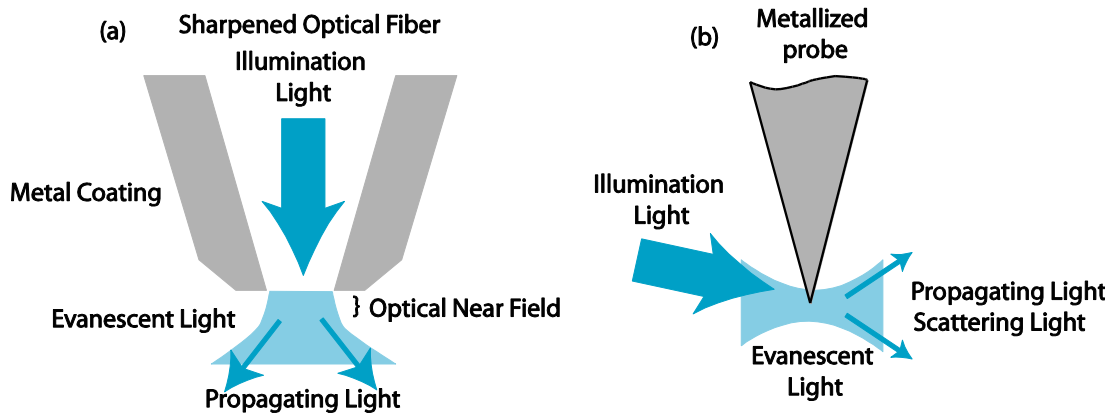 (a)
Sharpened Optical Fiber
Illumination
Light
Metal Coating
Evanescent Light
} Optical Near Field
Propagating Light
(b)
Metallized
probe
Illumination
Light
Propagating Light
Scattering Light
Evanescent
Light